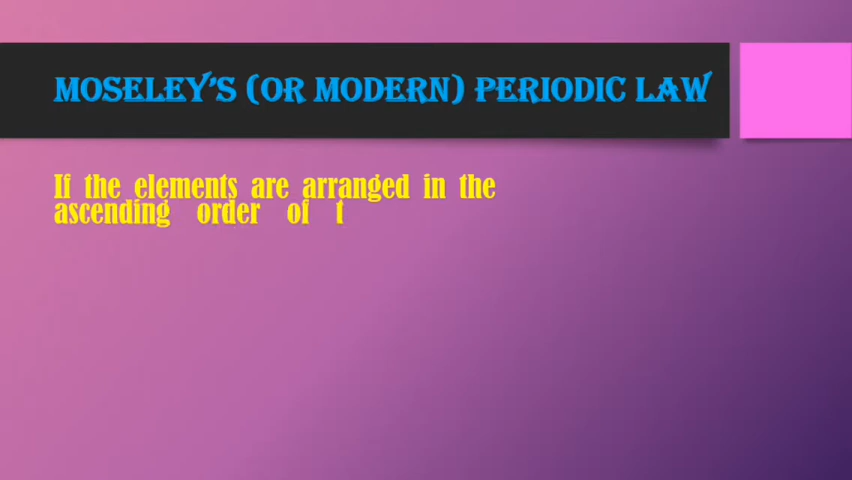 MOSELEY'S (OR MODERN) PERIODIC LAW
If the elements are arranged in the
ascending order of t